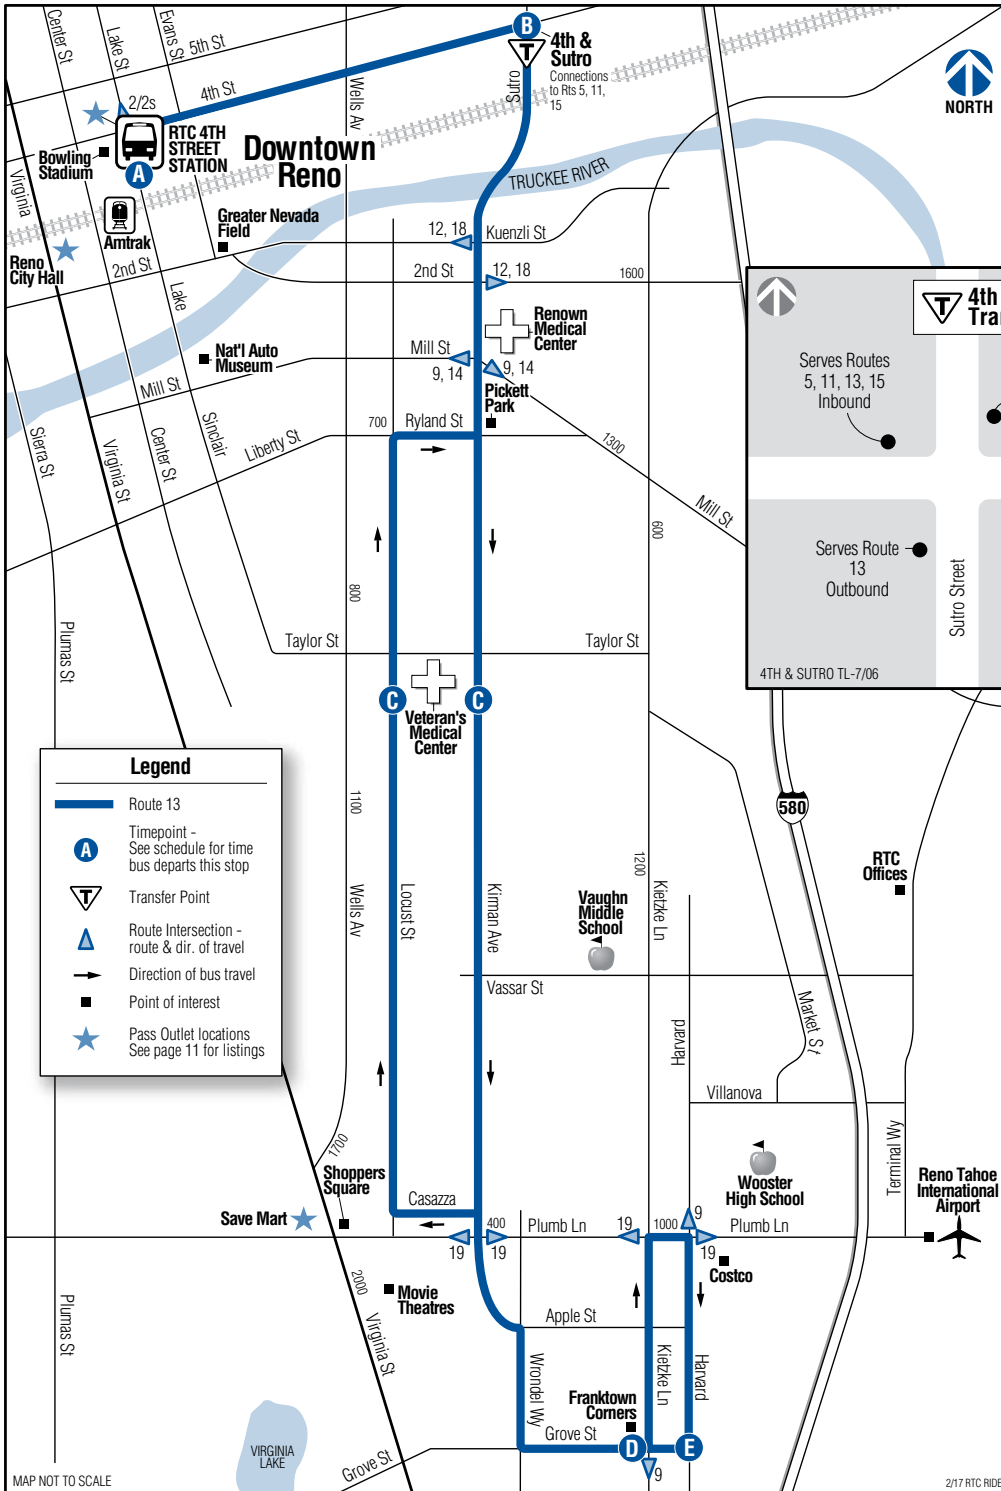 Center St
Lake St
Evans St
5th St
4th St
Wells Av
B
T
4th &
Sutro
Connections
to Rts 5, 11,
15
Sutro
NORTH
2/2s
RTC 4TH
STREET
STATION
A
Bowling
Stadium
Downtown
Reno
Virginia
Amtrak
TRUCKEE RIVER
Greater Nevada
Field
12, 18
Kuenzli St
Reno
City Hall
2nd St
2nd St
12, 18
1600
Lake
Renown
Medical
Center
Nat'l Auto
Museum
Mill St
9, 14
9, 14
Mill St
Pickett
Park
Sierra St
Virginia St
Center St
Sinclair
Liberty St
700
Ryland St
1300
Mill St
600
T
4th
Tran
Serves Routes
5, 11, 13, 15
Inbound
Serves Route
13
Outbound
Sutro Street
4TH & SUTRO TL-7/06
800
Plumas St
Taylor St
Taylor St
C
C
Veteran's
Medical
Center
Legend
Route 13
A
Timepoint -
See schedule for time
bus departs this stop
T
Transfer Point
Route Intersection -
route & dir. of travel
Direction of bus travel
Point of interest
Pass Outlet locations
See page 11 for listings
1100
580
1200
RTC
Offices
Wells Av
Locust St
Kirman Ave
Vaughn
Middle
School
Kietzke Ln
Vassar St
Market St
Harvard
Villanova
Terminal Wy
1700
Shoppers
Square
Wooster
High School
Reno Tahoe
International
Airport
Save Mart
Casazza
400
Plumb Ln
19
1000
9
Plumb Ln
19
19
19
Costco
2000
Movie
Theatres
Plumas St
Virginia St
Apple St
Wrondel Wy
Kietzke Ln
Harvard
Franktown
Corners
Grove St
D
E
9
VIRGINIA
LAKE
Grove St
MAP NOT TO SCALE
2/17 RTC RIDE